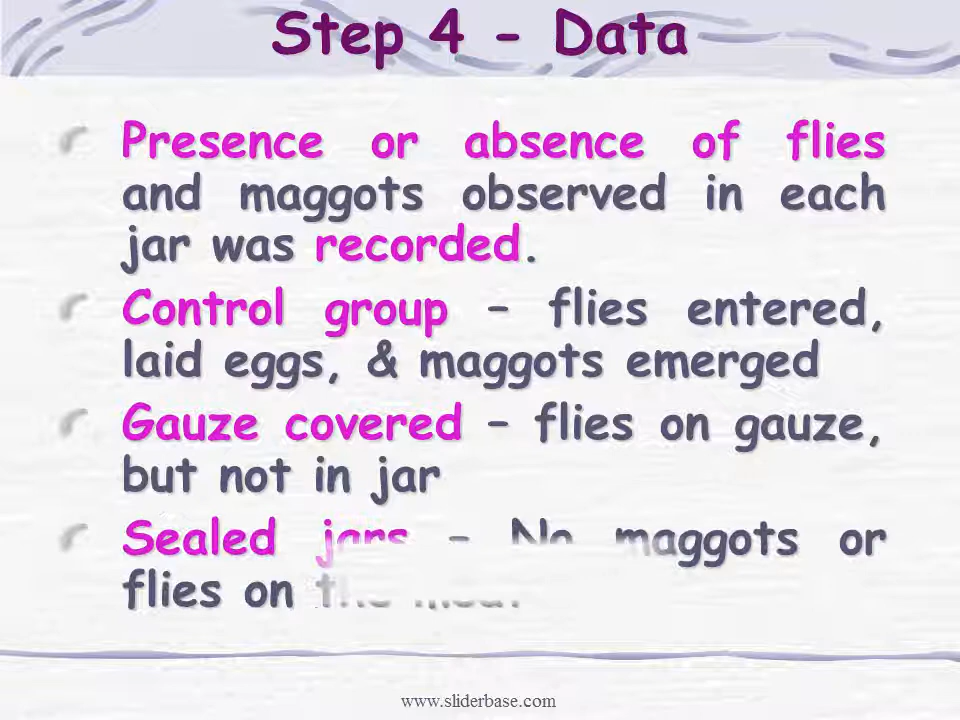 Step 4 - Data
Presence or absence of flies
and maggots observed in each
jar was recorded.
Control group – flies entered,
laid eggs, & maggots emerged
Gauze covered – flies on gauze,
but not in jar
Sealed jars – No maggots or
flies on the meat
www.sliderbase.com